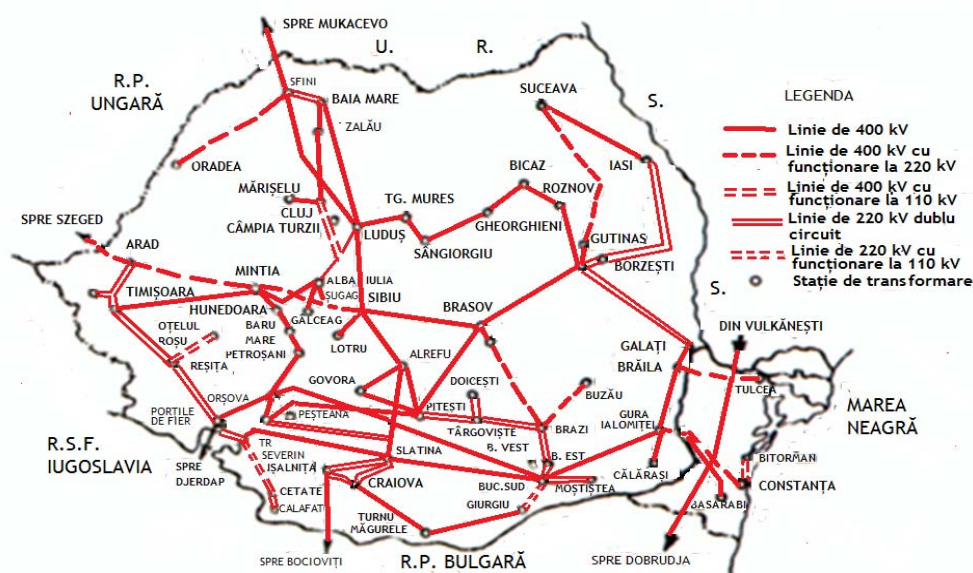 SPRE MUKACEVO
U. R.
S.
S.
R.P.
UNGARĂ
SFINI
BAIA MARE
ZALĂU
ORADEA
SUCEAVA
IASI
LEGENDA
Linie de 400 kV
Linie de 400 kV cu
funcționare la 220 kV
Linie de 400 kV cu
funcționare la 110 kV
Linie de 220 kV dublu
circuit
Linie de 220 kV cu
funcționare la 110 kV
Stație de transformare
MĂRIȘELU
CLUJ
CÂMPIA TURZII
TG. MURES
LUDUȘ
SÂNGIORGIU
BICAZ
ROZNOV
GHEORGHIENI
GUTINAS
BORZEȘTI
SPRE SZEGED
ARAD
TIMIȘOARA
MINTIA
HUNEDOARA
ALBA IULIA
ȘUGAG
GÂLCEAG
SIBIU
BRASOV
OȚELUL
ROȘU
BARU
MARE
PETROȘANI
LOTRU
REȘIȚA
GOVORA
ALREFU
DOICEȘTI
PITEȘTI
TÂRGOVIȘTE
BUZĂU
BRAZI
B. VEST
B. EST
GALAȚI
BRĂILA
DIN VULKĂNEȘTI
TULCEA
GURA
IALOMIȚEI
MAREA
NEAGRĂ
ORȘOVA
PORTILE
DE FIER
PEȘTEANA
R.S.F.
IUGOSLAVIA
SPRE
DJERDAP
TR
SEVERIN
IȘALNIȚA
SLATINA
CRAIOVA
CETATE
CALAFAT
BUC.SUD
MOȘTIȘTEA
GIURGIU
CĂLĂRAȘI
BITORMAN
CONSTANȚA
BASARABI
TURNU
MĂGURELE
SPRE BOCIOVIȚI
R.P. BULGARĂ
SPRE DOBRUDJA